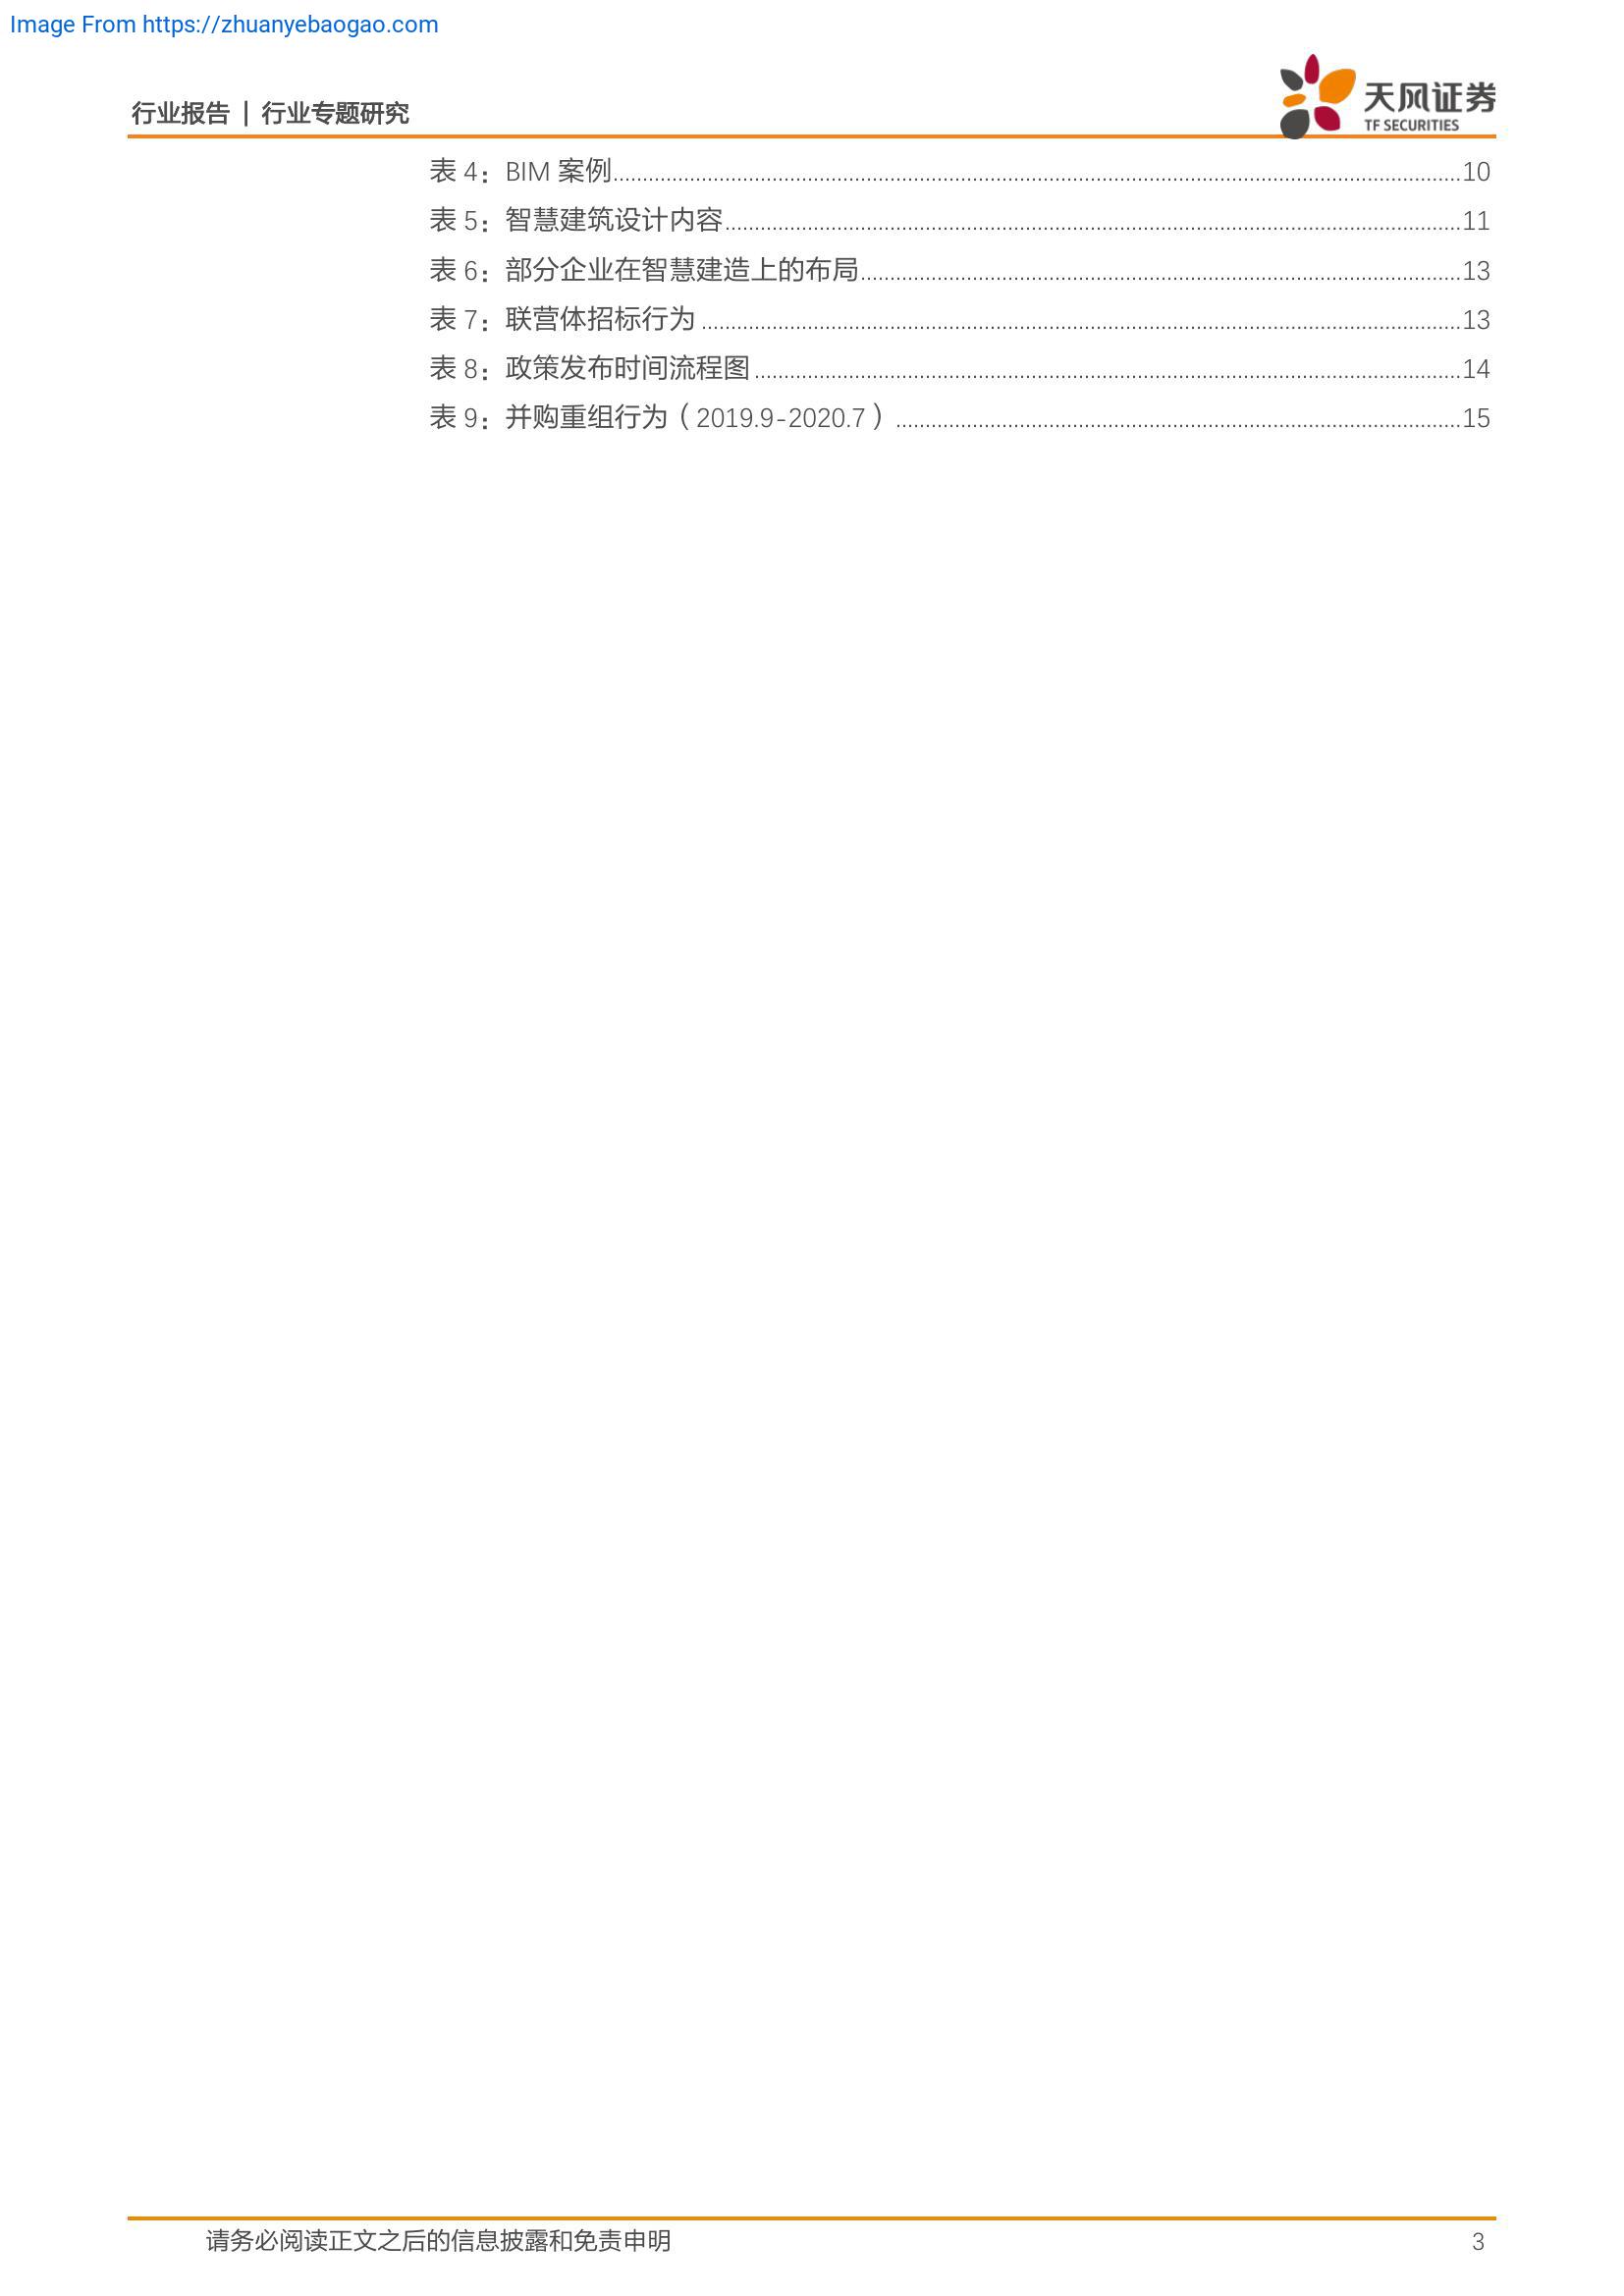 Image From https://zhuanyebaogao.com
行业报告 | 行业专题研究
天风证券
TF SECURITIES
表 4：BIM 案例........................................10
表 5：智慧建筑设计内容........................................11
表 6：部分企业在智慧建造上的布局........................................13
表 7：联营体招标行为........................................13
表 8：政策发布时间流程图........................................14
表 9：并购重组行为（2019.9-2020.7）........................................15
请务必阅读正文之后的信息披露和免责申明 3